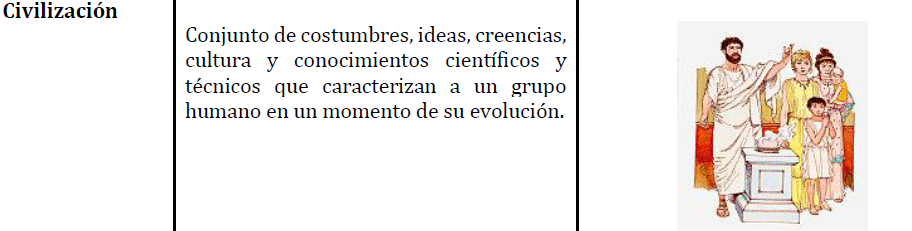 Civilización
Conjunto de costumbres, ideas, creencias,
cultura y conocimientos científicos y
técnicos que caracterizan a un grupo
humano en un momento de su evolución.